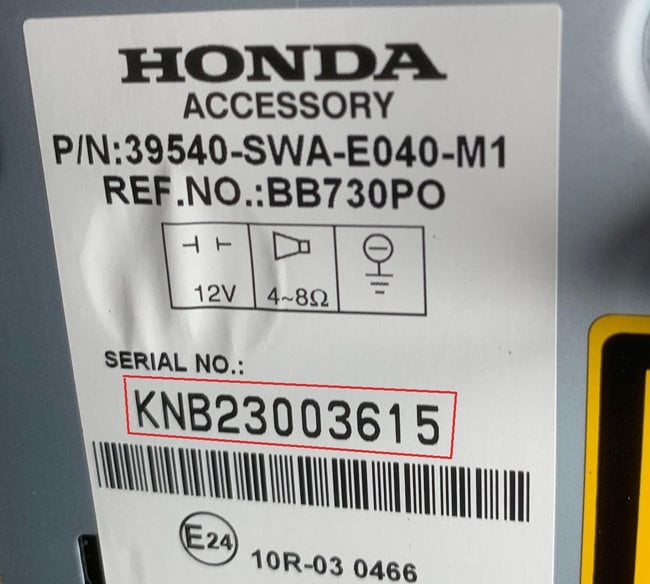 HONDA
ACCESSORY
P/N:39540-SWA-E040-M1
REF.NO.:BB730PO
12V 4~8Ω
SERIAL NO.:
KNB23003615
E24 10R-03 0466